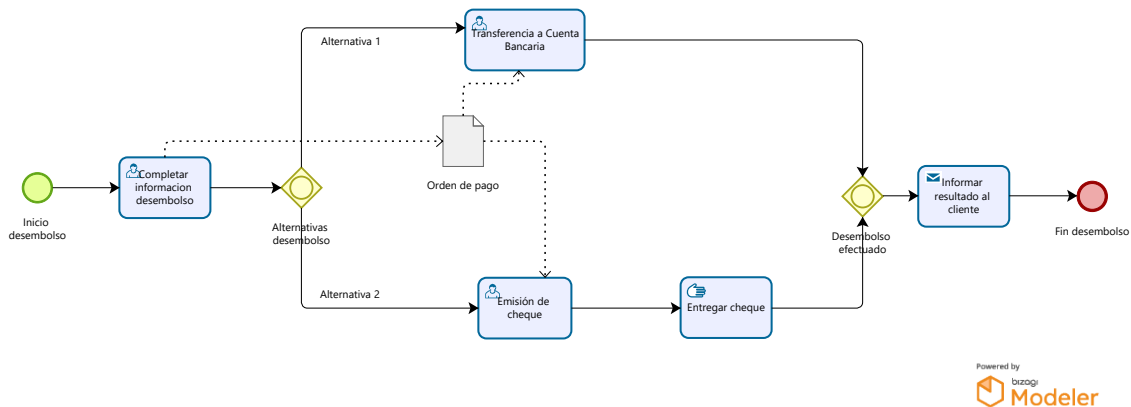 Transferencia a Cuenta
Bancaria
Alternativa 1
Completar
informacion
desembolso
Orden de pago
Informar
resultado al
cliente
Inicio
desembolso
Alternativas
desembolso
Desembolso
efectuado
Fin desembolso
Alternativa 2
Emisión de
cheque
Entregar cheque
Powered by
bizagi
Modeler